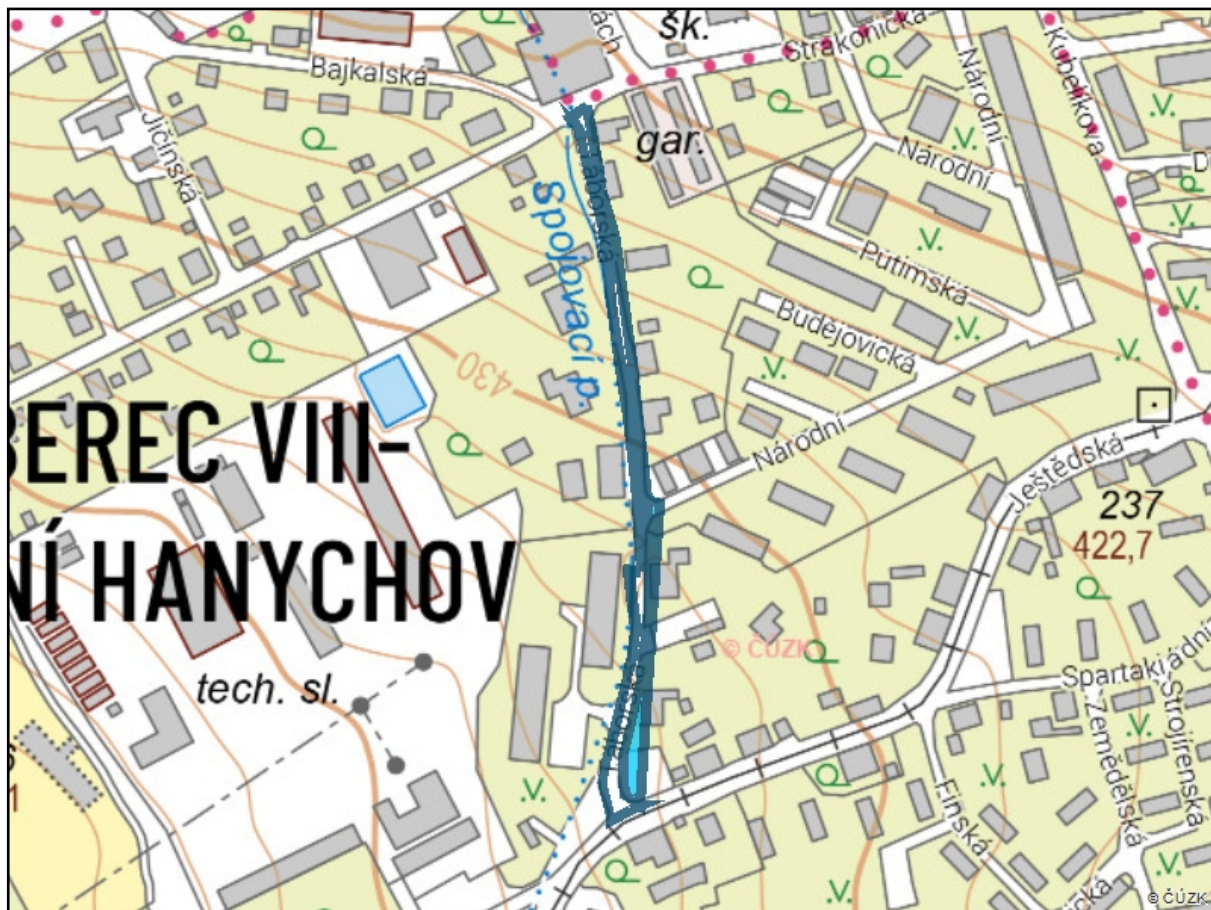 šk.
Strakonická
Kubelíkova
Bajkalská
Národní
Jičínská
gar.
Národní
Táborská
Spojovací p.
Putimská
Budějovická
430
Národní
BEREC VIII-
Ještědská
237
422,7
NÍ HANYCHOV
© ČÚZK
tech. sl.
Spartakiádní
Strojírenská
Zemědělská
Finská
© ČÚZK